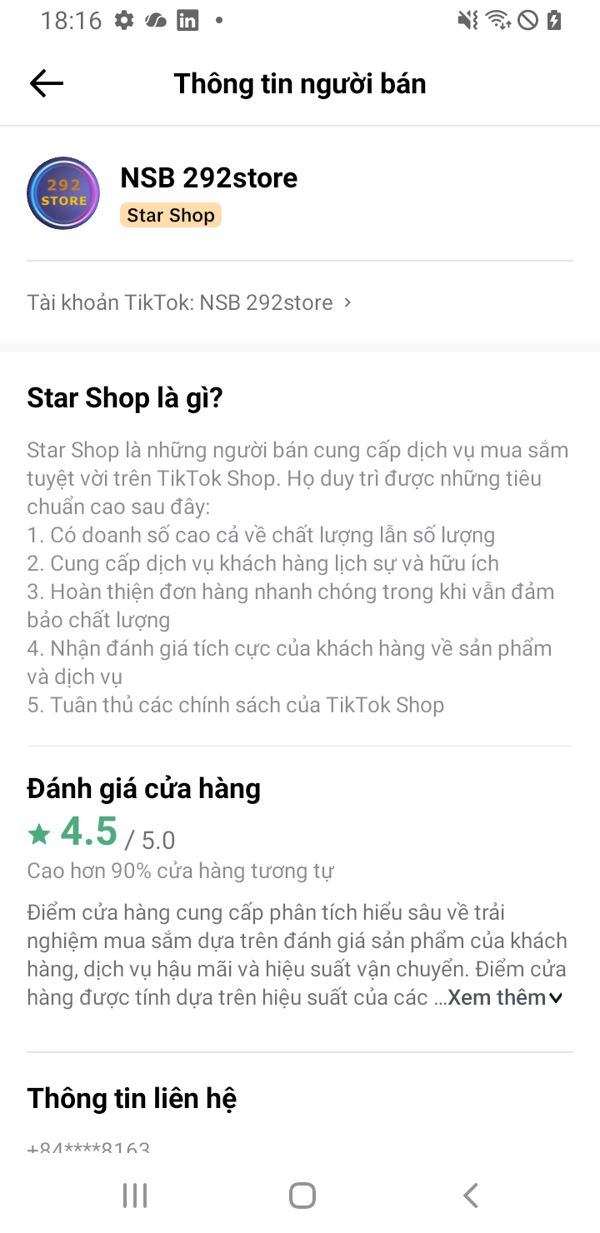 18:16
Thông tin người bán
292
STORE
NSB 292store
Star Shop
Tài khoản TikTok: NSB 292store >
Star Shop là gì?
Star Shop là những người bán cung cấp dịch vụ mua sắm
tuyệt vời trên TikTok Shop. Họ duy trì được những tiêu
chuẩn cao sau đây:
1. Có doanh số cao cả về chất lượng lẫn số lượng
2. Cung cấp dịch vụ khách hàng lịch sự và hữu ích
3. Hoàn thiện đơn hàng nhanh chóng trong khi vẫn đảm
bảo chất lượng
4. Nhận đánh giá tích cực của khách hàng về sản phẩm
và dịch vụ
5. Tuân thủ các chính sách của TikTok Shop
Đánh giá cửa hàng
4.5 / 5.0
Cao hơn 90% cửa hàng tương tự
Điểm cửa hàng cung cấp phân tích hiểu sâu về trải
nghiệm mua sắm dựa trên đánh giá sản phẩm của khách
hàng, dịch vụ hậu mãi và hiệu suất vận chuyển. Điểm cửa
hàng được tính dựa trên hiệu suất của các ...Xem thêm
Thông tin liên hệ
+84****8163